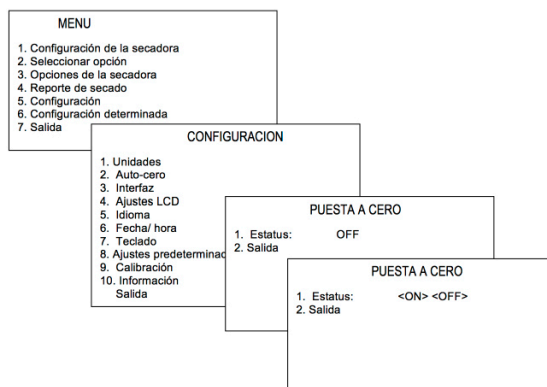 MENU
1. Configuración de la secadora
2. Seleccionar opción
3. Opciones de la secadora
4. Reporte de secado
5. Configuración
6. Configuración determinada
7. Salida
CONFIGURACION
1. Unidades
2. Auto-cero
3. Interfaz
4. Ajustes LCD
5. Idioma
6. Fecha/ hora
7. Teclado
8. Ajustes predeterminad
9. Calibración
10. Información
Salida
PUESTA A CERO
1. Estatus: OFF
2. Salida
PUESTA A CERO
1. Estatus: <ON> <OFF>
2. Salida